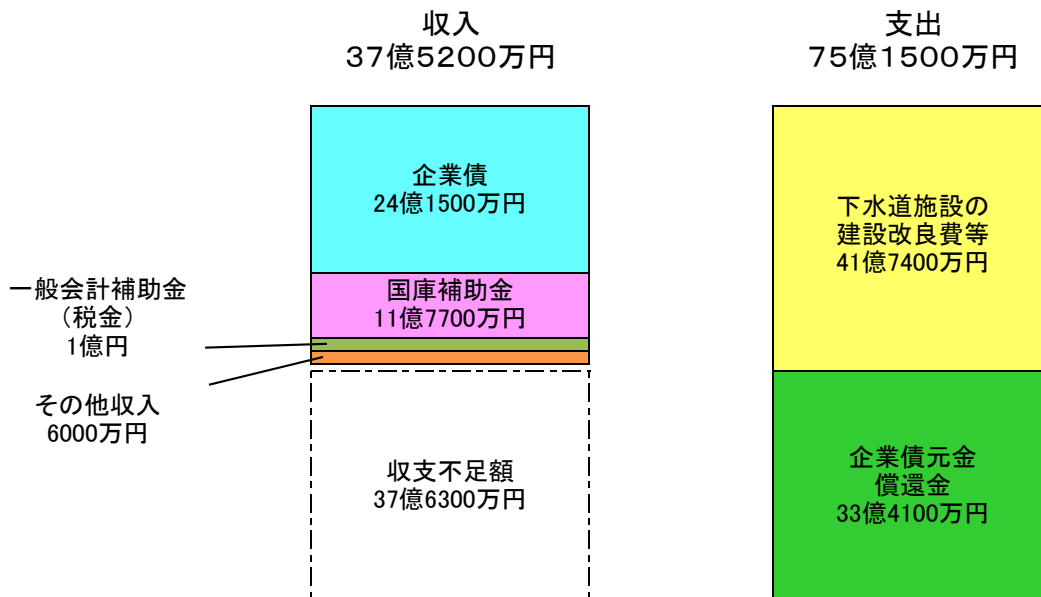 収入
３７億５２００万円
支出
７５億１５００万円
企業債
24億1500万円
国庫補助金
11億7700万円
一般会計補助金
（税金）
1億円
その他収入
6000万円
収支不足額
37億6300万円
下水道施設の
建設改良費等
41億7400万円
企業債元金
償還金
33億4100万円